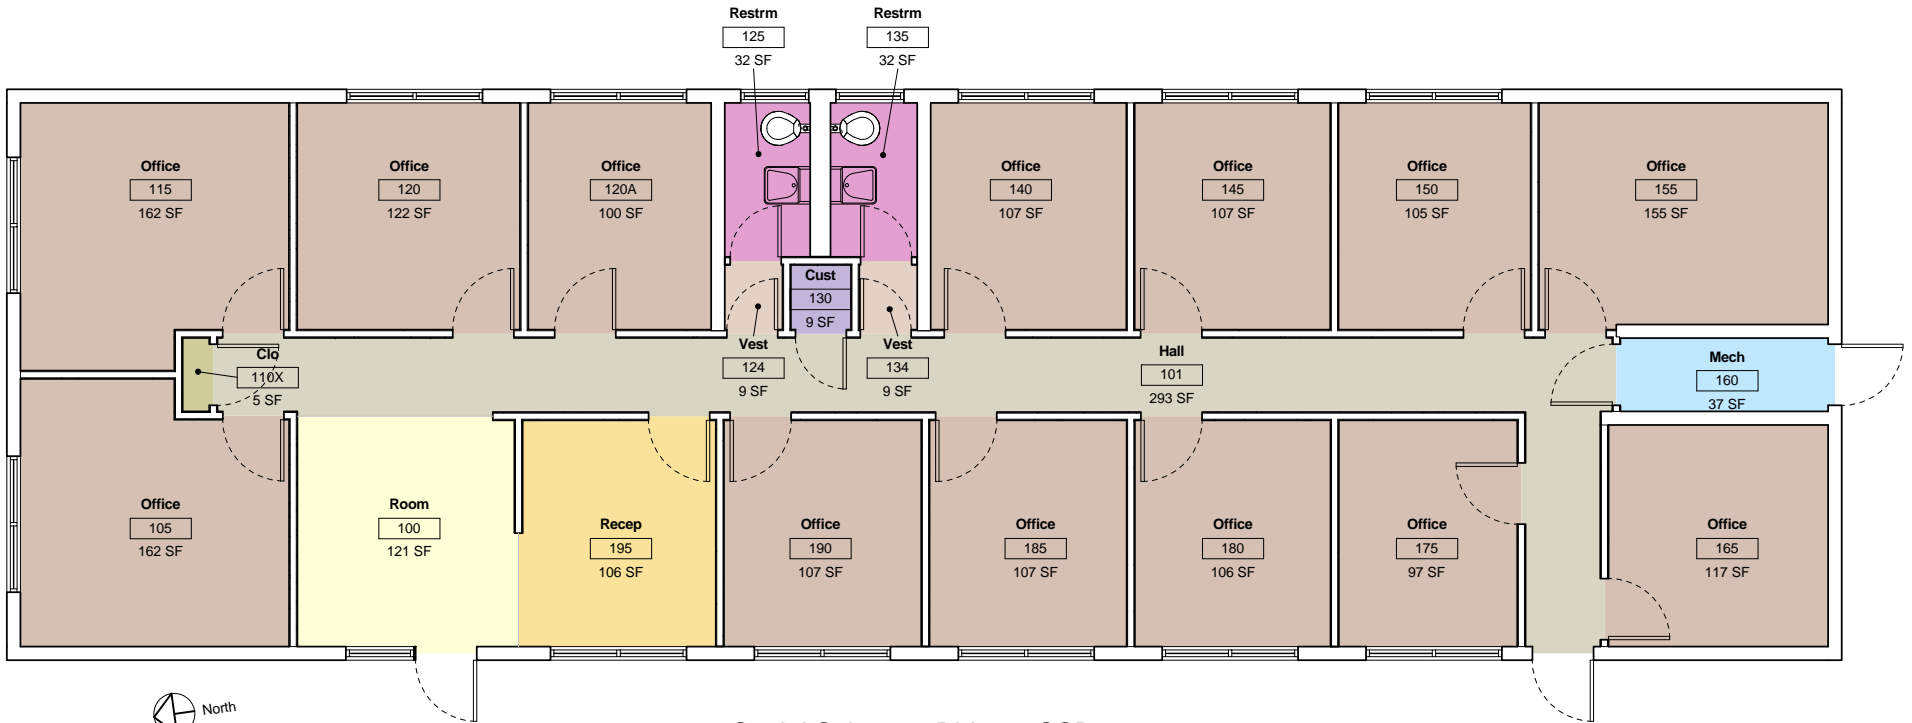 Restrm
125
32 SF
Restrm
135
32 SF
Office
115
162 SF
Office
120
122 SF
Office
120A
100 SF
Office
140
107 SF
Office
145
107 SF
Office
150
105 SF
Office
155
155 SF
Cust
130
9 SF
Clo
110X
5 SF
Vest
124
9 SF
Vest
134
9 SF
Hall
101
293 SF
Mech
160
37 SF
Office
105
162 SF
Room
100
121 SF
Recep
195
106 SF
Office
190
107 SF
Office
185
107 SF
Office
180
106 SF
Office
175
97 SF
Office
165
117 SF
North